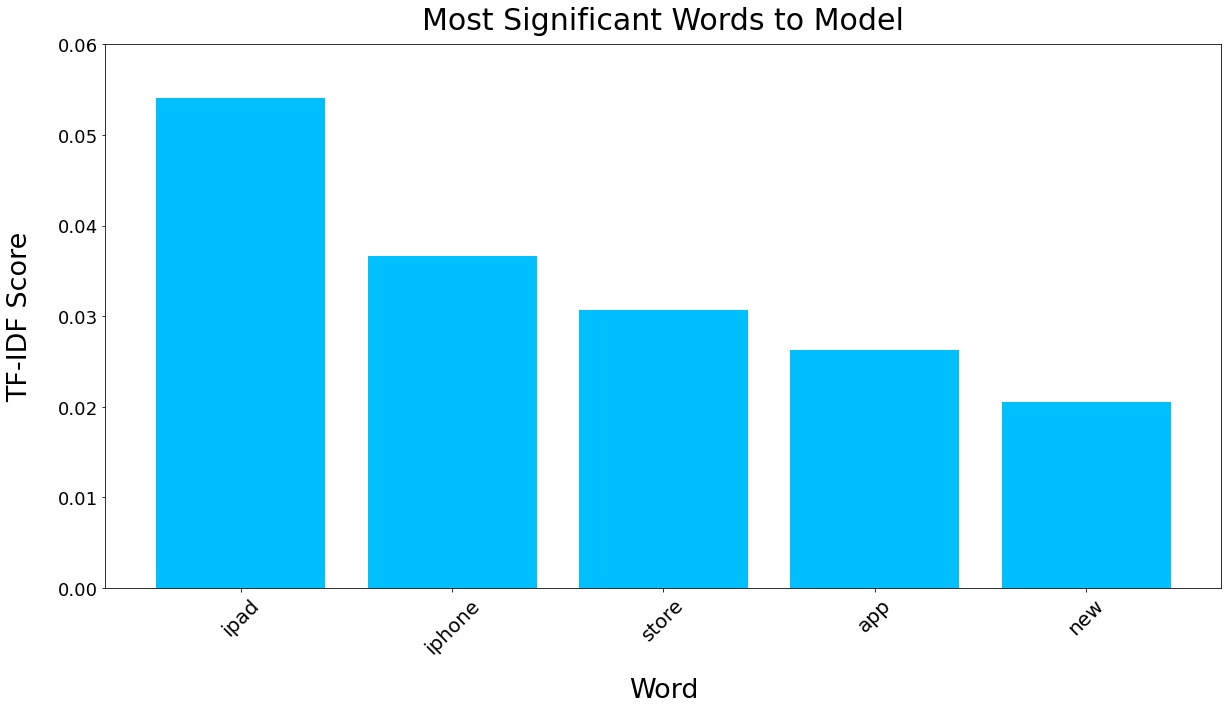 Most Significant Words to Model
0.06
0.05
0.04
0.03
0.02
0.01
0.00
TF-IDF Score
ipad
iphone
store
app
new
Word